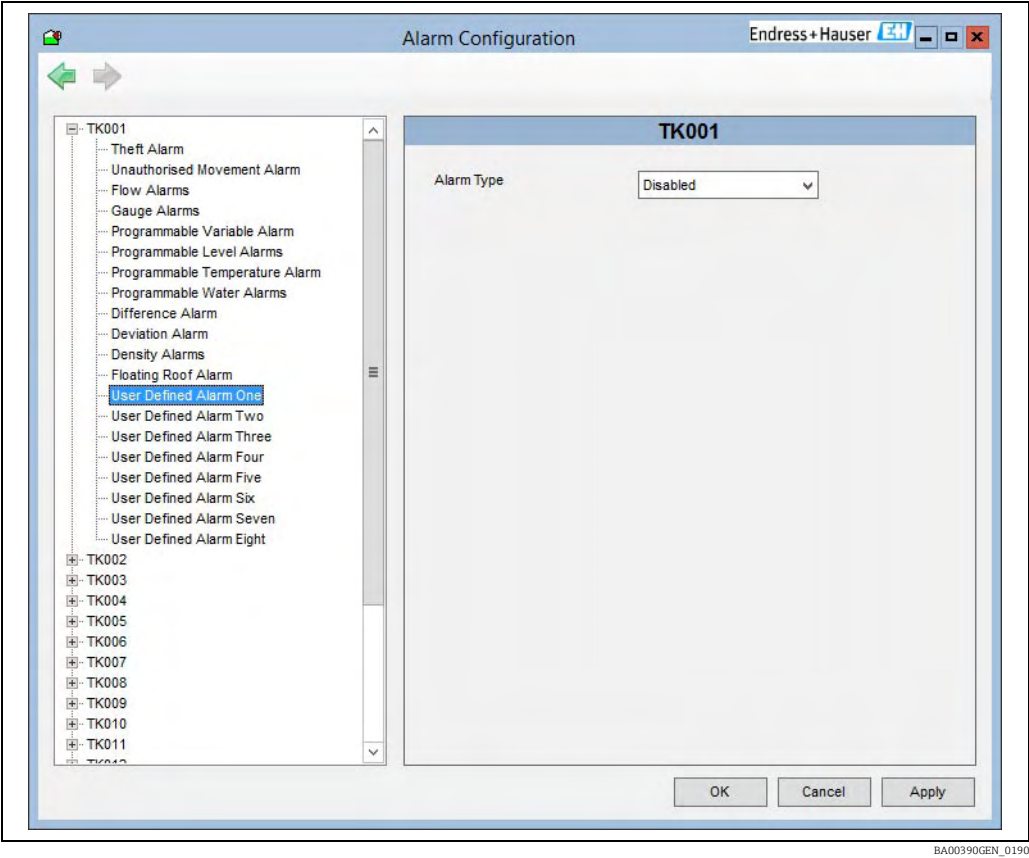 Alarm Configuration
Endress+Hauser EH
TK001
Theft Alarm
Unauthorised Movement Alarm
Flow Alarms
Gauge Alarms
Programmable Variable Alarm
Programmable Level Alarms
Programmable Temperature Alarm
Programmable Water Alarms
Difference Alarm
Deviation Alarm
Density Alarms
Floating Roof Alarm
User Defined Alarm One
User Defined Alarm Two
User Defined Alarm Three
User Defined Alarm Four
User Defined Alarm Five
User Defined Alarm Six
User Defined Alarm Seven
User Defined Alarm Eight
TK002
TK003
TK004
TK005
TK006
TK007
TK008
TK009
TK010
TK011
TK001
Alarm Type
Disabled
OK
Cancel
Apply
BA00390GEN_0190